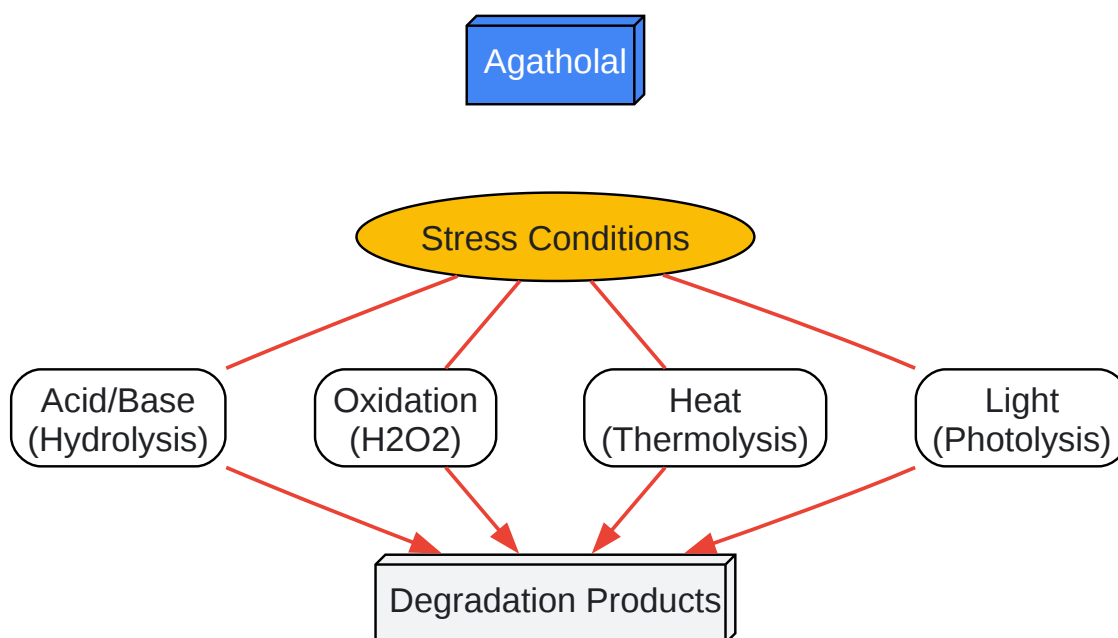 Agatholal
Stress Conditions
Acid/Base
(Hydrolysis)
Oxidation
(H2O2)
Heat
(Thermolysis)
Light
(Photolysis)
Degradation Products